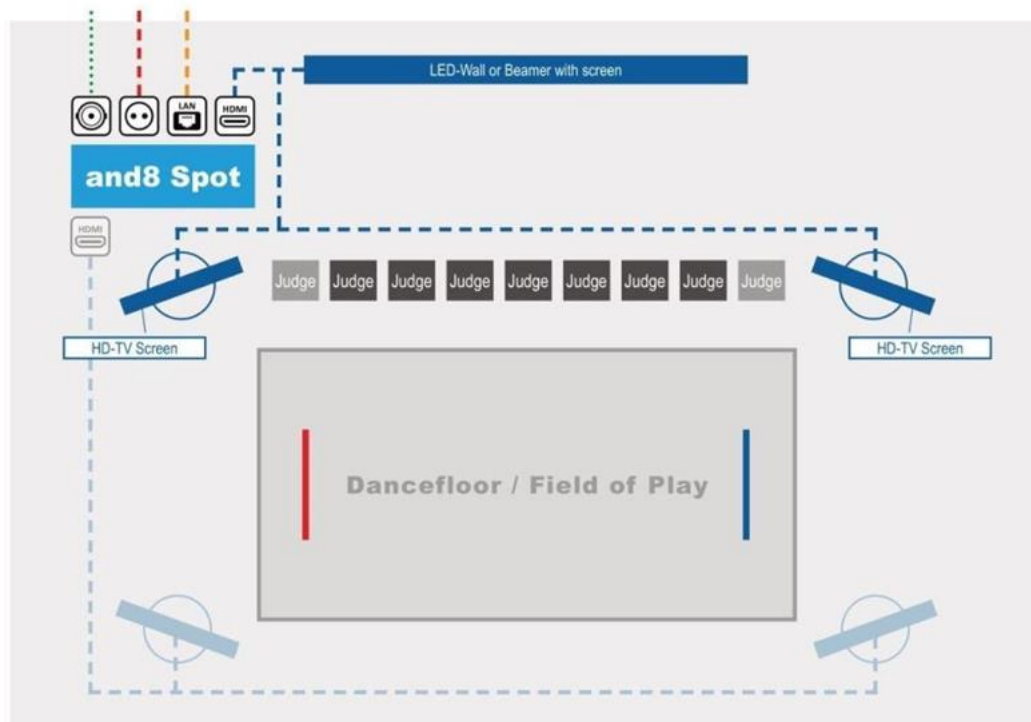 LED-Wall or Beamer with screen
LAN
HDMI
and8 Spot
HDMI
Judge Judge Judge Judge Judge Judge Judge Judge Judge
HD-TV Screen
HD-TV Screen
Dancefloor / Field of Play